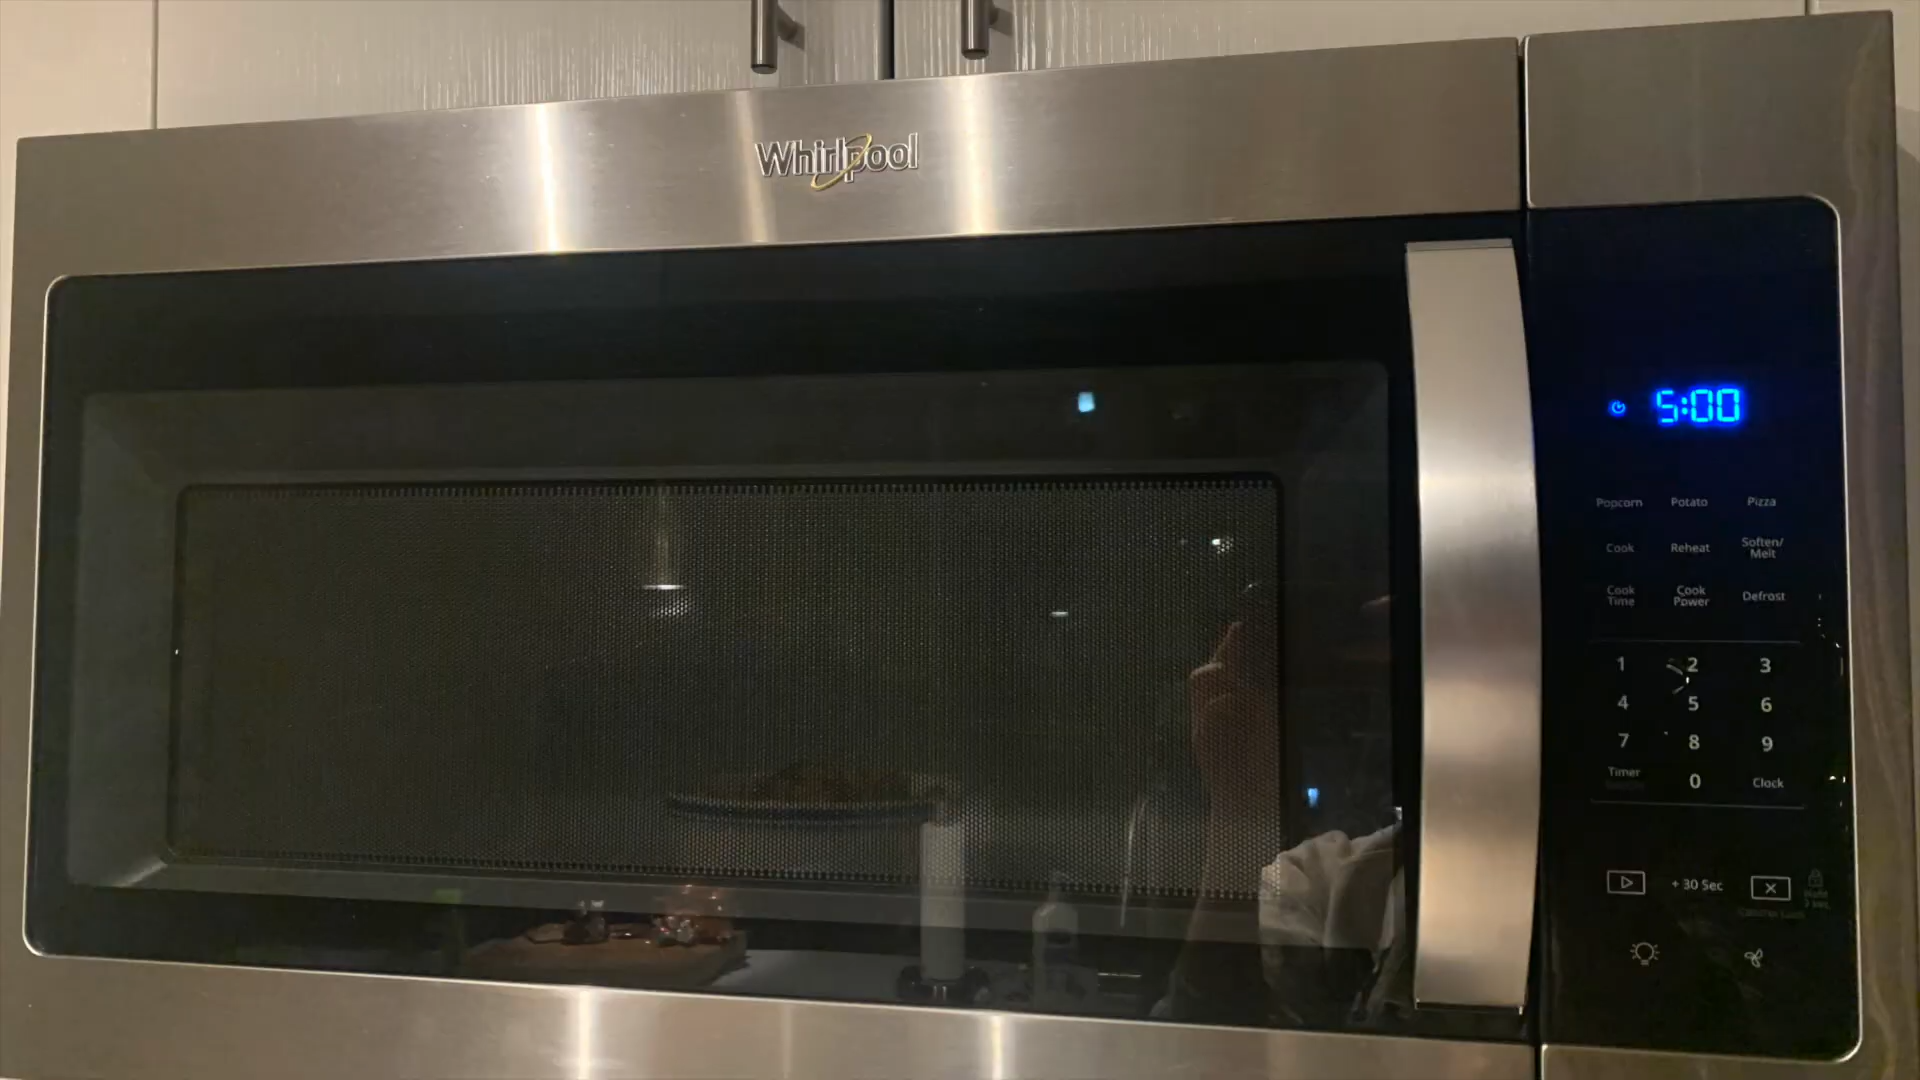 Whirlpool
5:00
Popcorn Potato Pizza
Cook Reheat Soften/
Melt
Cook
Time Cook
Power Defrost
1 2 3
4 5 6
7 8 9
Timer 0 Clock
+ 30 Sec